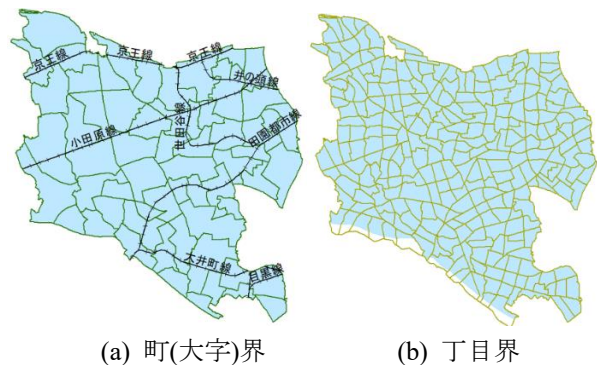 京王線
京王線
京王線
井の頭線
世谷田線
田園都市線
小田原線
大井町線
目黒線
(a) 町(大字)界
(b) 丁目界